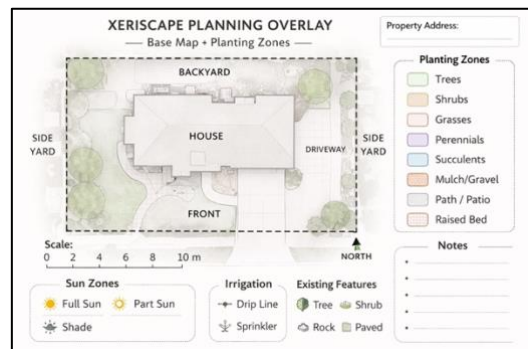 XERISCAPE PLANNING OVERLAY
Base Map + Planting Zones
Property Address:
BACKYARD
SIDE
YARD
HOUSE
DRIVEWAY
SIDE
YARD
FRONT
NORTH
Scale:
0 2 4 6 8 10 m
Planting Zones
Trees
Shrubs
Grasses
Perennials
Succulents
Mulch/Gravel
Path / Patio
Raised Bed
Notes
Sun Zones
Full Sun Part Sun
Shade
Irrigation
Drip Line
Sprinkler
Existing Features
Tree Shrub
Rock Paved